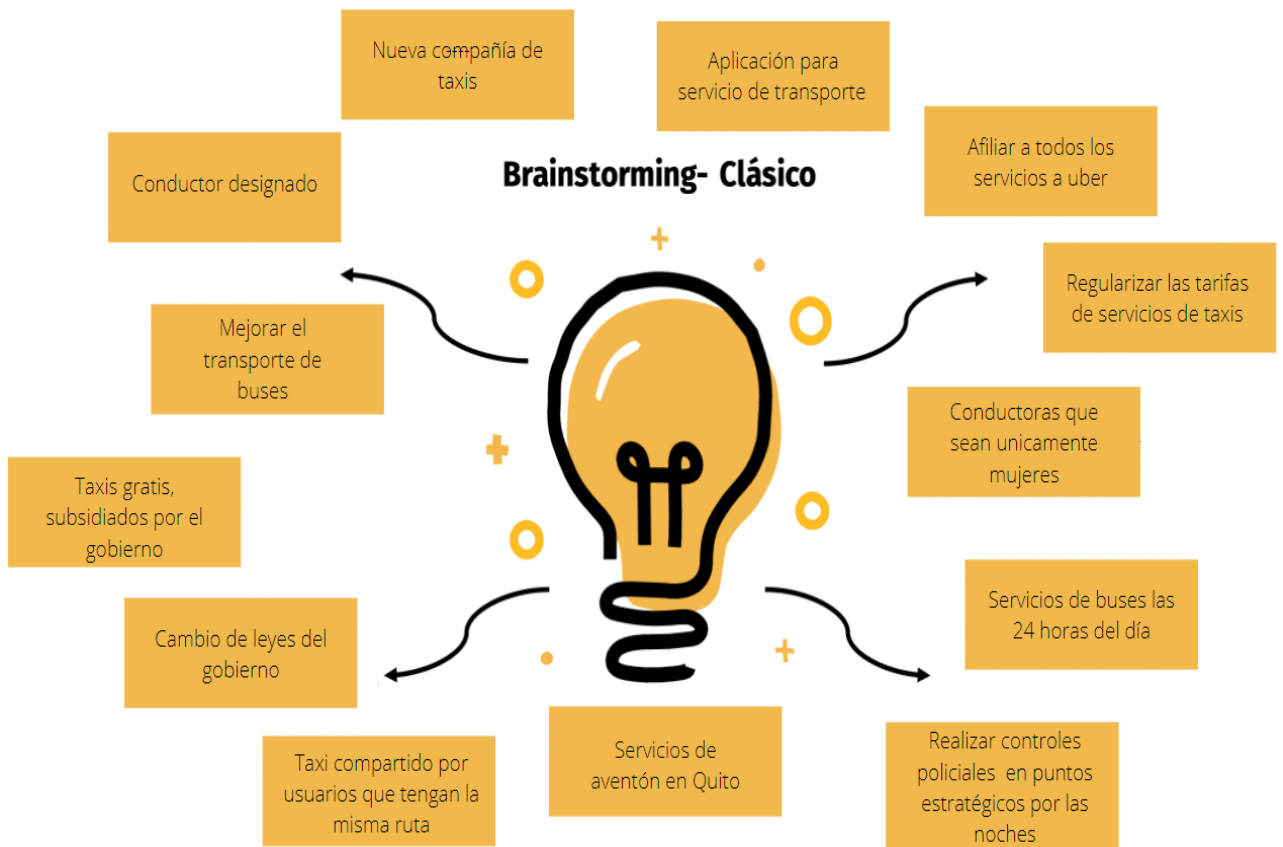 Nueva compañía de
taxis
Aplicación para
servicio de transporte
Afiliar a todos los
servicios a uber
Brainstorming- Clásico
Conductor designado
Regularizar las tarifas
de servicios de taxis
Mejorar el
transporte de
buses
Conductoras que
sean unicamente
mujeres
Taxis gratis,
subsidiados por el
gobierno
Servicios de buses las
24 horas del día
Cambio de leyes del
gobierno
Taxi compartido por
usuarios que tengan la
misma ruta
Servicios de
aventón en Quito
Realizar controles
policiales en puntos
estratégicos por las
noches